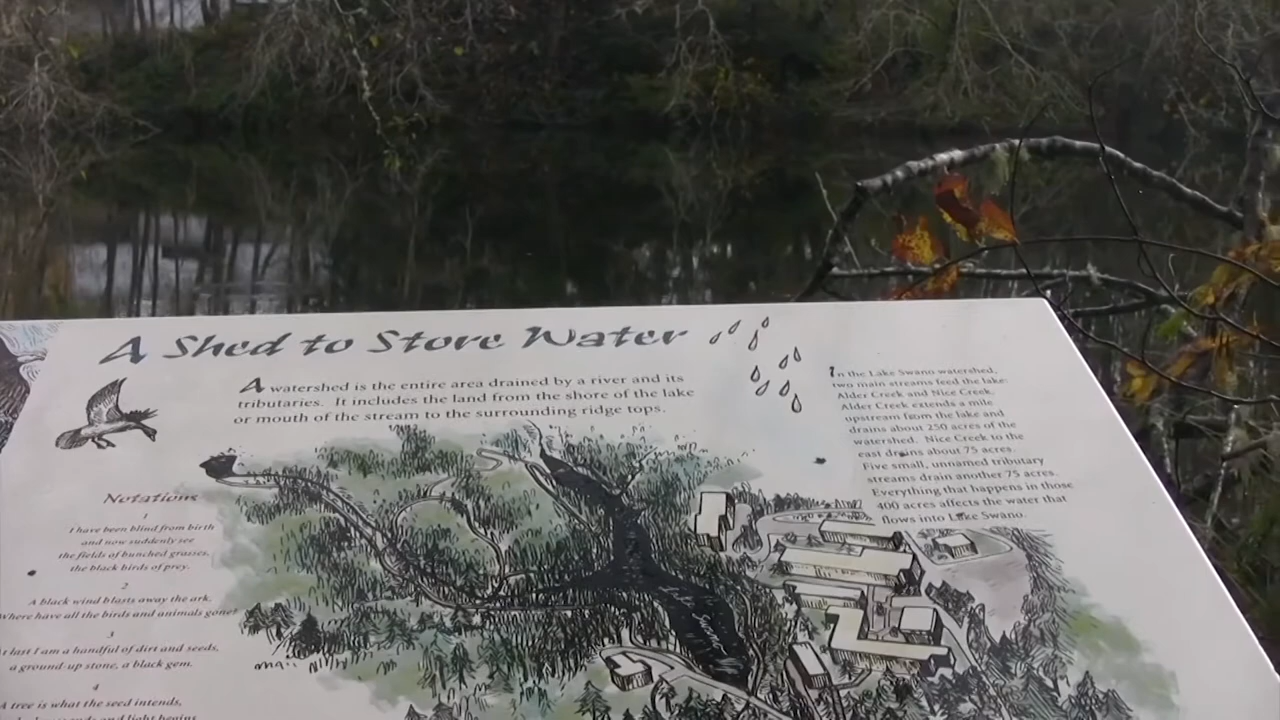 A Shed to Store Water
A watershed is the entire area drained by a river and its
tributaries. It includes the land from the shore of the lake
or mouth of the stream to the surrounding ridge tops.
In the Lake Swano watershed,
two main streams feed the lake:
Alder Creek and Nice Creek.
Alder Creek extends a mile
upstream from the lake and
drains about 250 acres of the
watershed. Nice Creek to the
east drains about 75 acres.
Five small, unnamed tributary
streams drain another 75 acres.
Everything that happens in those
400 acres affects the water that
flows into Lake Swano.
Notations
1
I have been blind from birth
and now suddenly see
the fields of bunched grasses,
the black birds of prey.
2
A black wind blasts away the ark.
Where have all the birds and animals gone?
3
At last I am a handful of dirt and seeds,
a ground-up stone, a black gem.
4
A tree is what the seed intends,
and light begins
Lake Swano